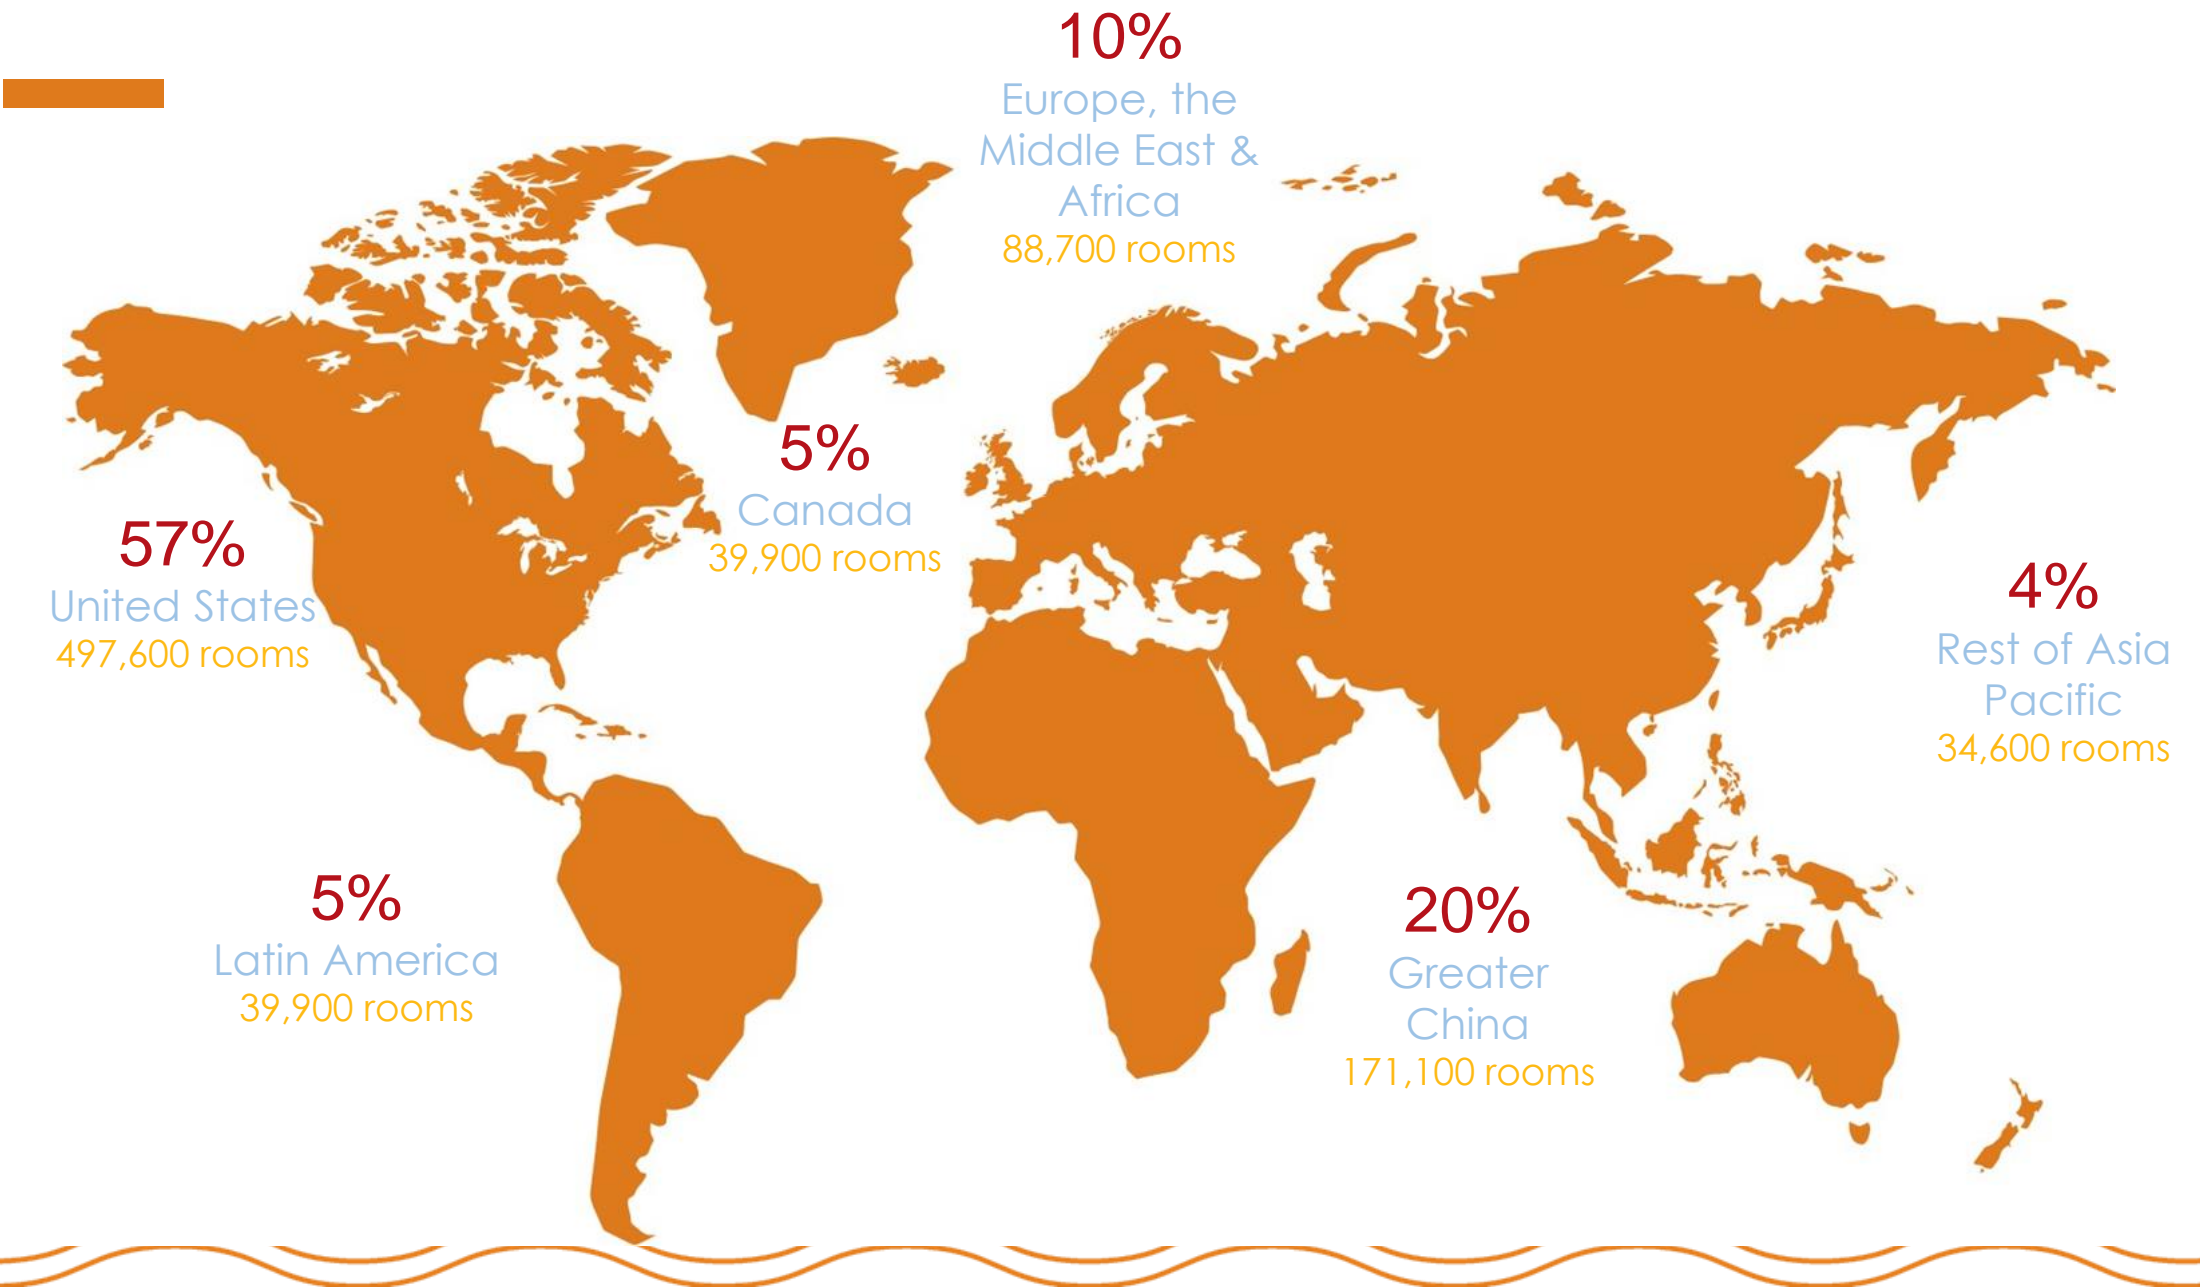 10%
Europe, the
Middle East &
Africa
88,700 rooms
5%
Canada
39,900 rooms
57%
United States
497,600 rooms
4%
Rest of Asia
Pacific
34,600 rooms
5%
Latin America
39,900 rooms
20%
Greater
China
171,100 rooms